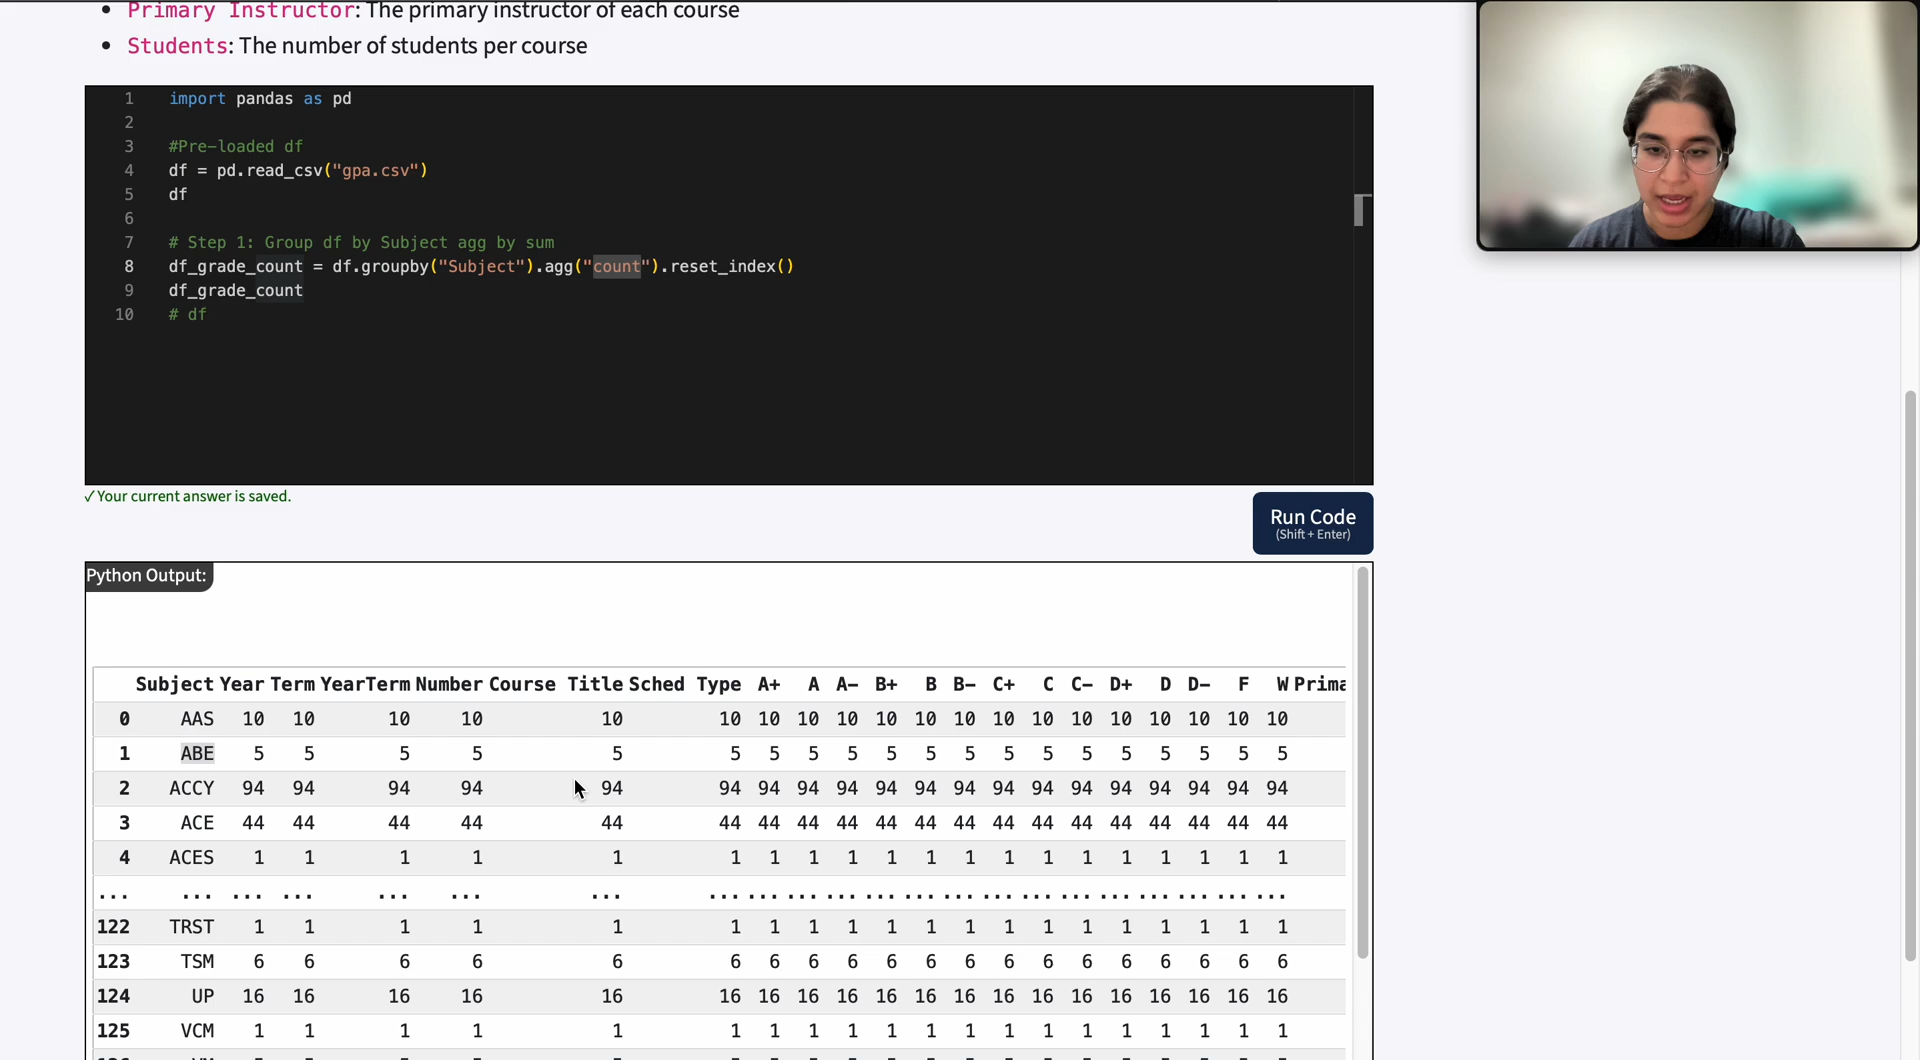 • Primary Instructor: The primary instructor of each course
• Students: The number of students per course
1 import pandas as pd
2
3 #Pre-loaded df
4 df = pd.read_csv("gpa.csv")
5 df
6
7 # Step 1: Group df by Subject agg by sum
8 df_grade_count = df.groupby("Subject").agg("count").reset_index()
9 df_grade_count
10 # df
✓Your current answer is saved.
Run Code
(Shift + Enter)
Python Output:
Subject Year Term YearTerm Number Course Title Sched Type A+ A A- B+ B B- C+ C C- D+ D D- F W Prima
0 AAS 10 10 10 10 10 10 10 10 10 10 10 10 10 10 10 10 10 10 10 10
1 ABE 5 5 5 5 5 5 5 5 5 5 5 5 5 5 5 5 5 5 5 5
2 ACCY 94 94 94 94 94 94 94 94 94 94 94 94 94 94 94 94 94 94 94 94
3 ACE 44 44 44 44 44 44 44 44 44 44 44 44 44 44 44 44 44 44 44 44
4 ACES 1 1 1 1 1 1 1 1 1 1 1 1 1 1 1 1 1 1 1 1
... ... ... ... ... ... ... ... ... ... ... ... ... ... ... ... ... ... ... ... ... ...
122 TRST 1 1 1 1 1 1 1 1 1 1 1 1 1 1 1 1 1 1 1 1
123 TSM 6 6 6 6 6 6 6 6 6 6 6 6 6 6 6 6 6 6 6 6
124 UP 16 16 16 16 16 16 16 16 16 16 16 16 16 16 16 16 16 16 16 16
125 VCM 1 1 1 1 1 1 1 1 1 1 1 1 1 1 1 1 1 1 1 1